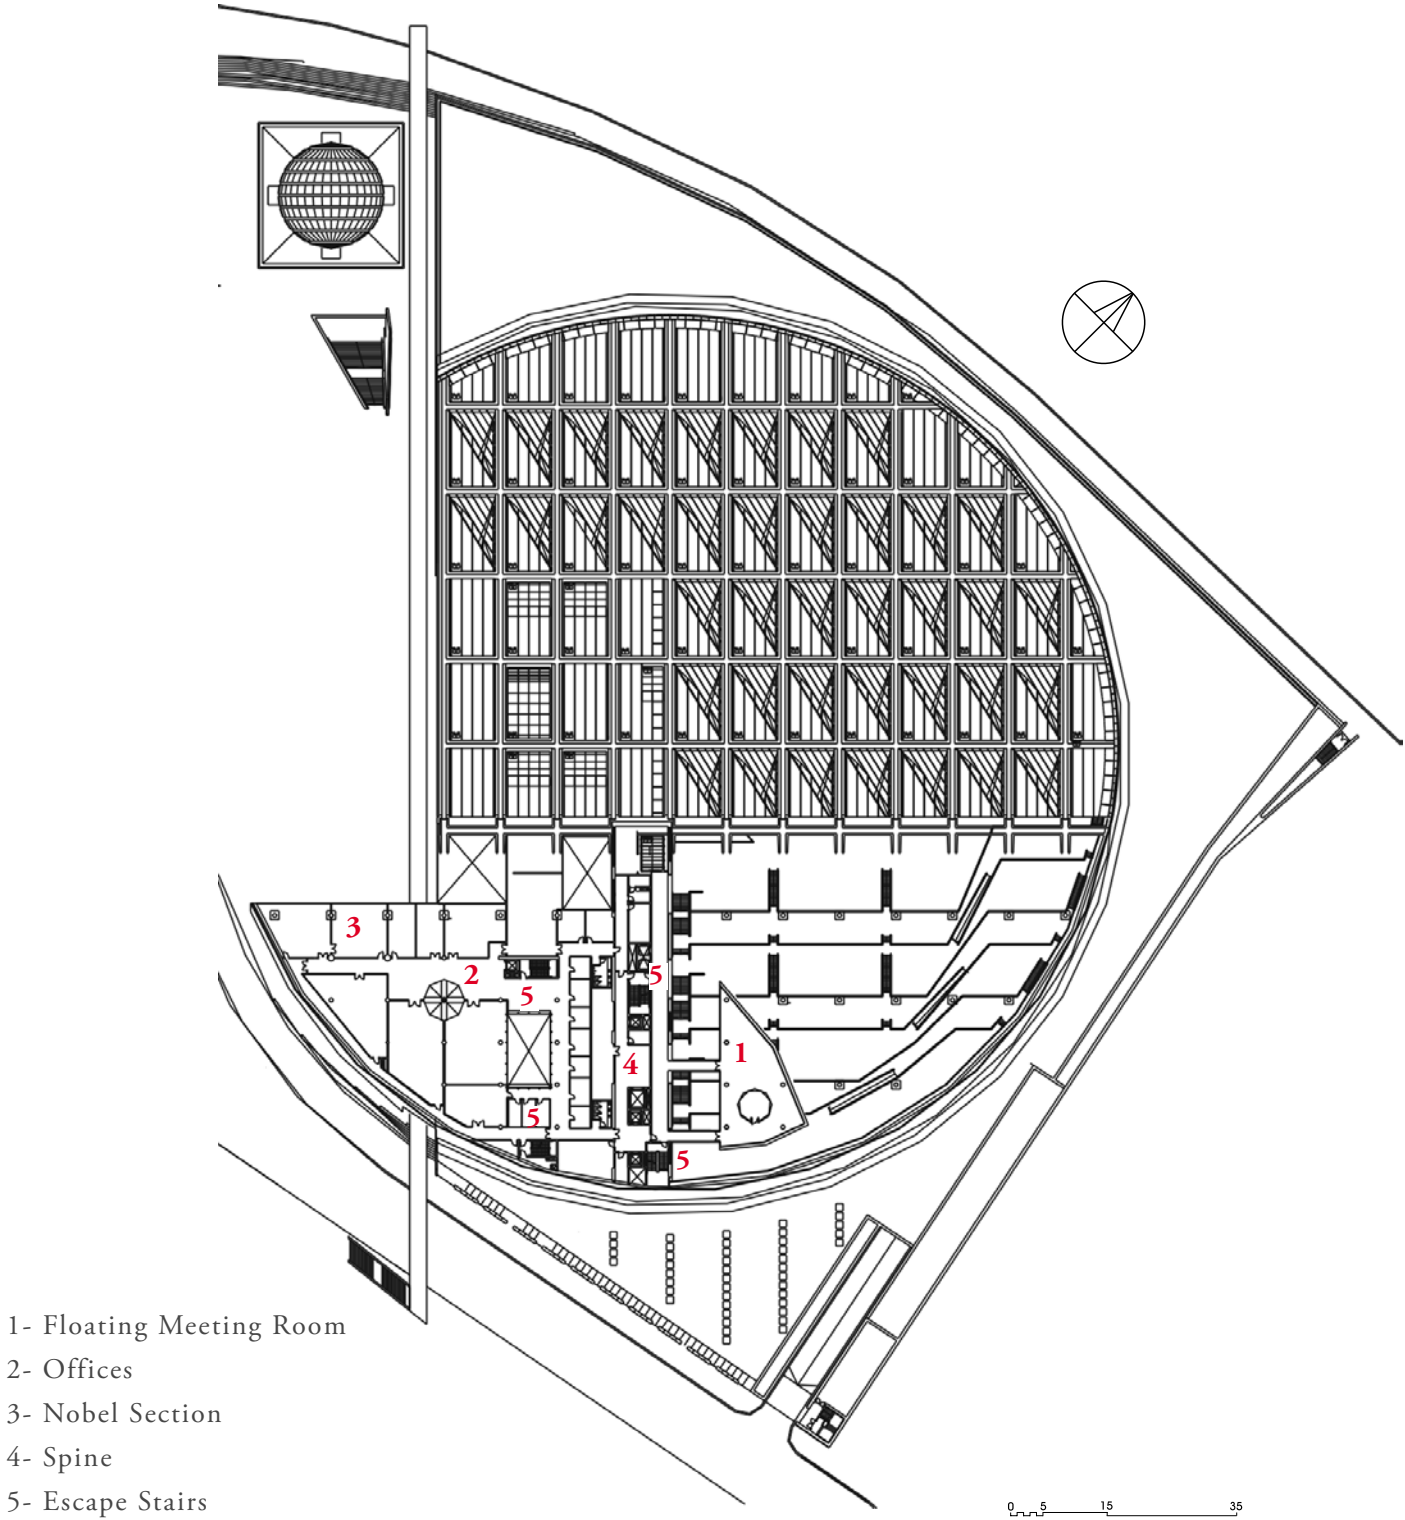 3
2
5
5
1
4
5
5
1- Floating Meeting Room
2- Offices
3- Nobel Section
4- Spine
5- Escape Stairs
0 5 15 35